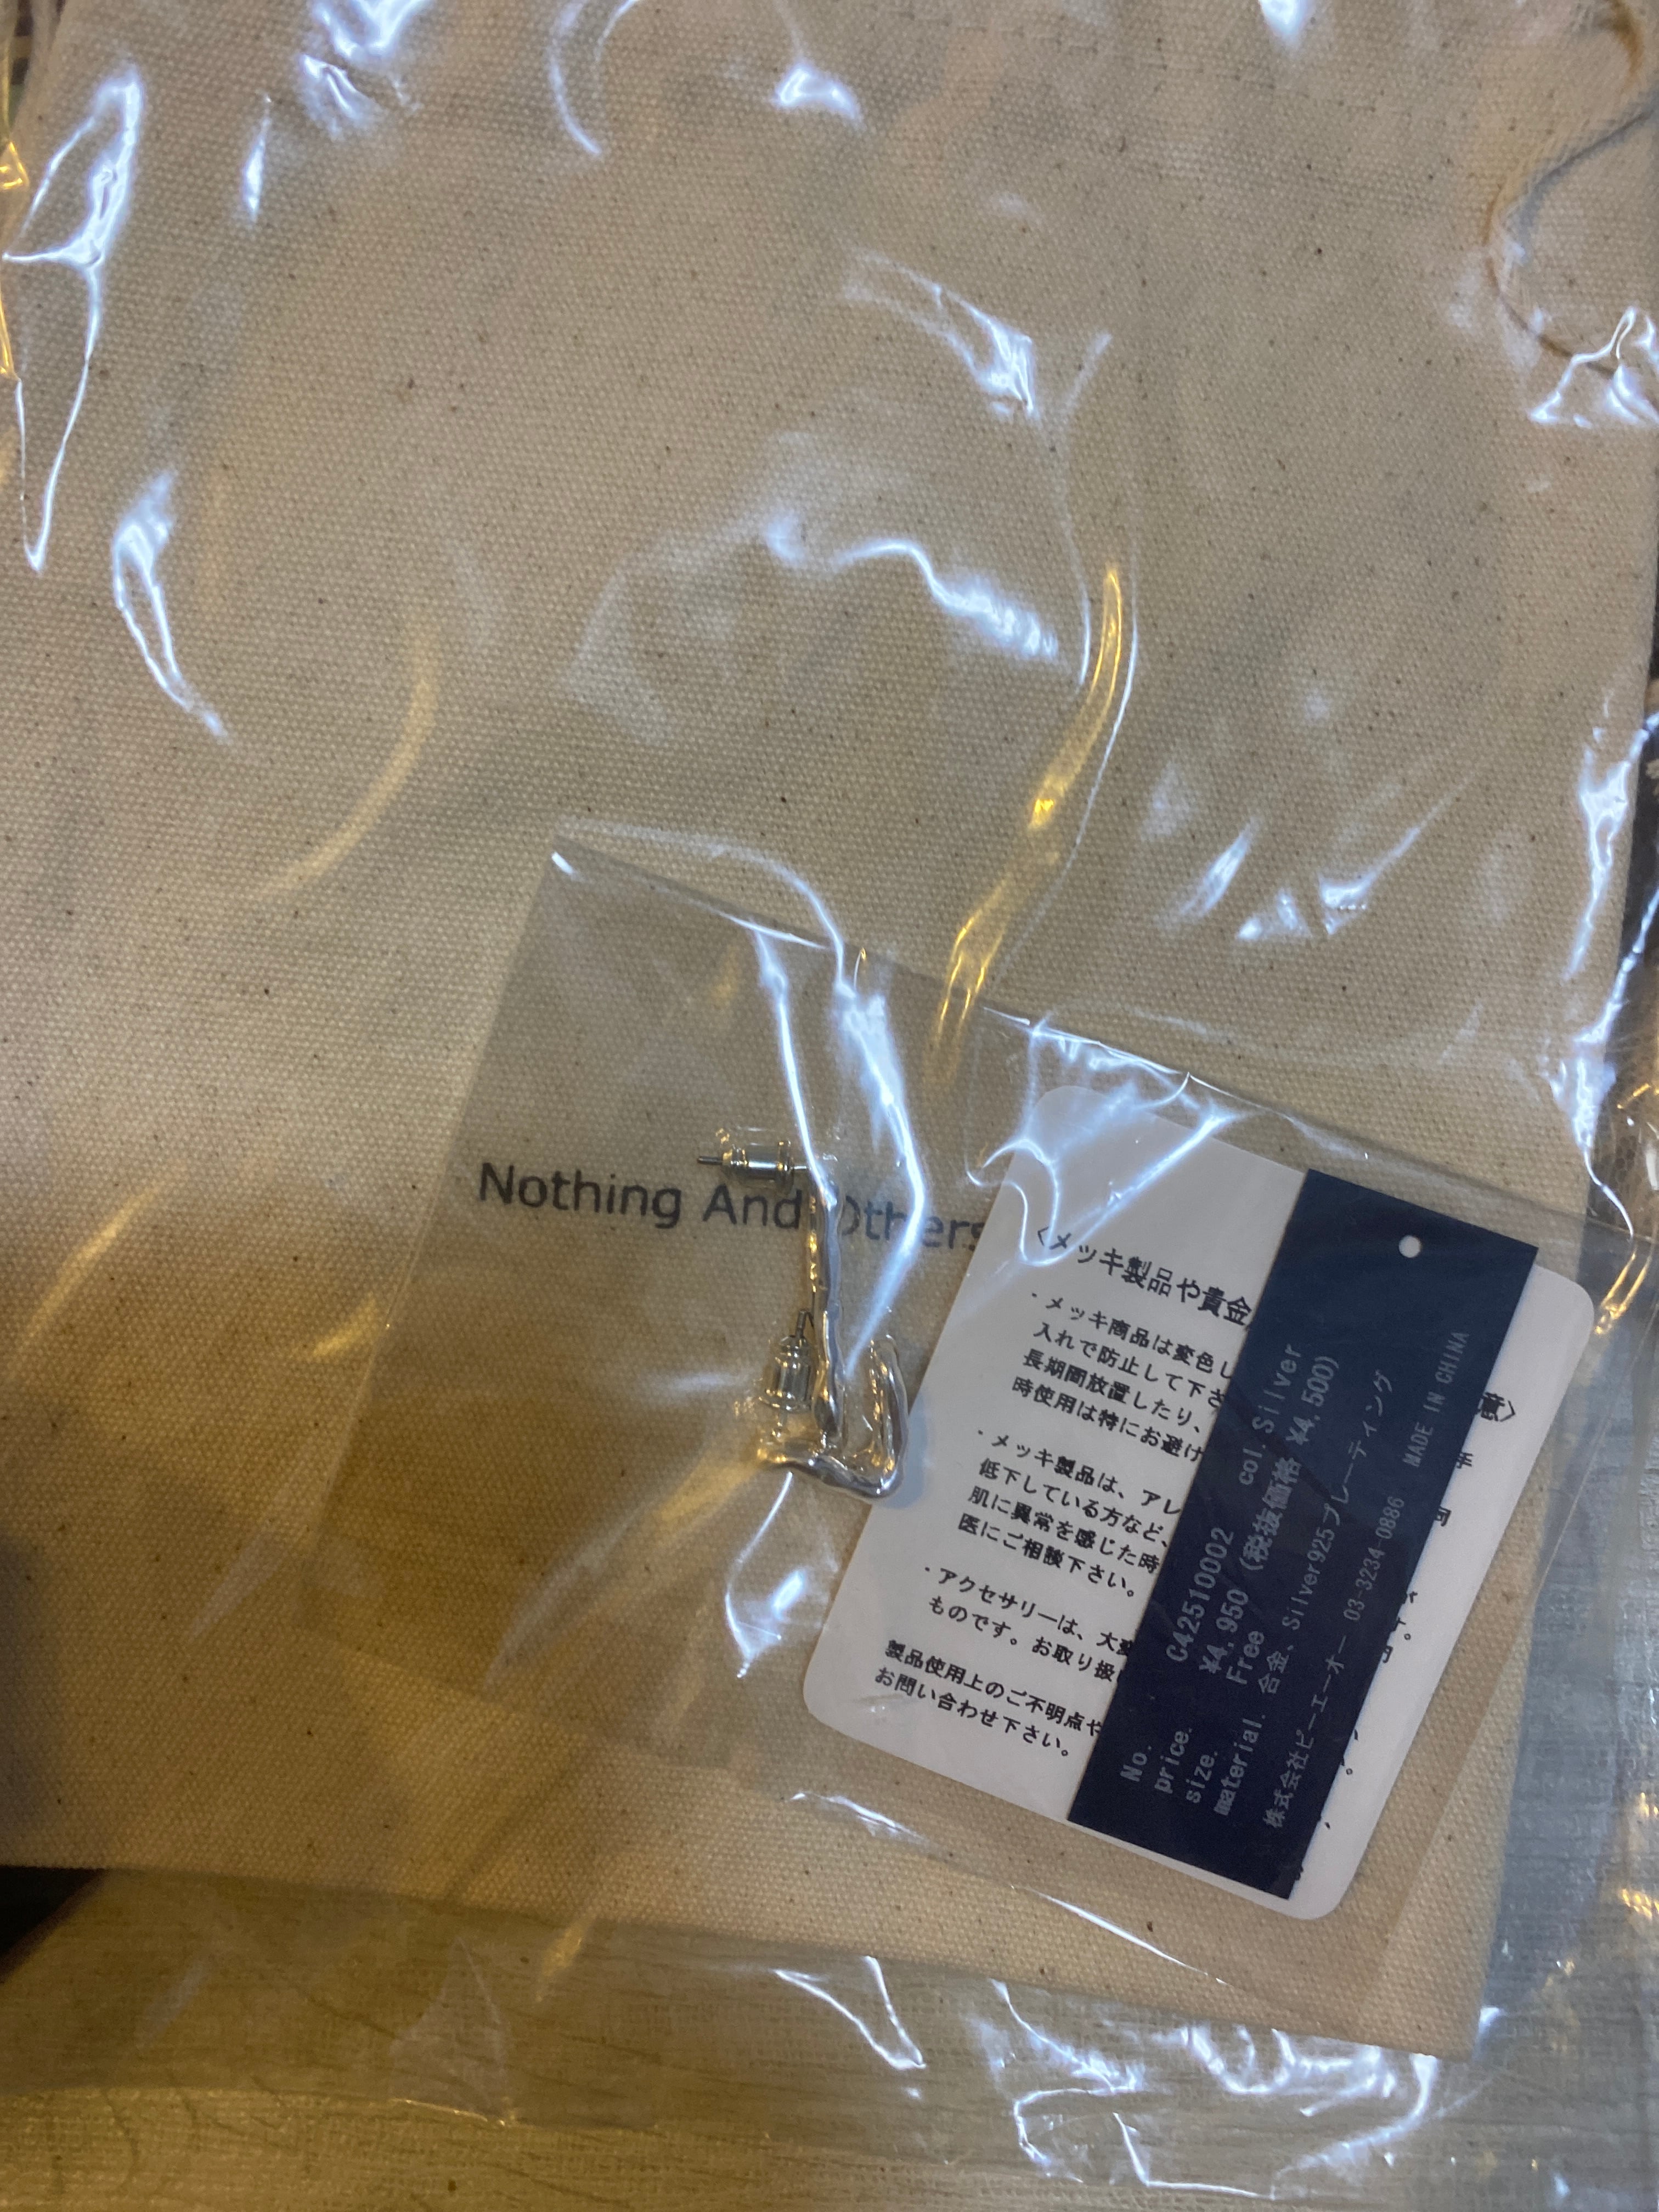 Nothing And Others
〈メッキ製品や貴金
意〉
・メッキ商品は変色し
手
入れで防止して下さ
長期間放置したり、
時使用は特にお避け
・メッキ製品は、アレ
低下している方など、
肌に異常を感じた時
医にご相談下さい。
・アクセサリーは、大変
が
ものです。お取り扱い
製品使用上のご不明点や
お問い合わせ下さい。
No. C42510002 col. Silver
price. ¥4,950 (税抜価格 ¥4,500)
size. Free
material. 合金、Silver925プレーティング
株式会社ピーエーオー 03-3234-0886 MADE IN CHINA